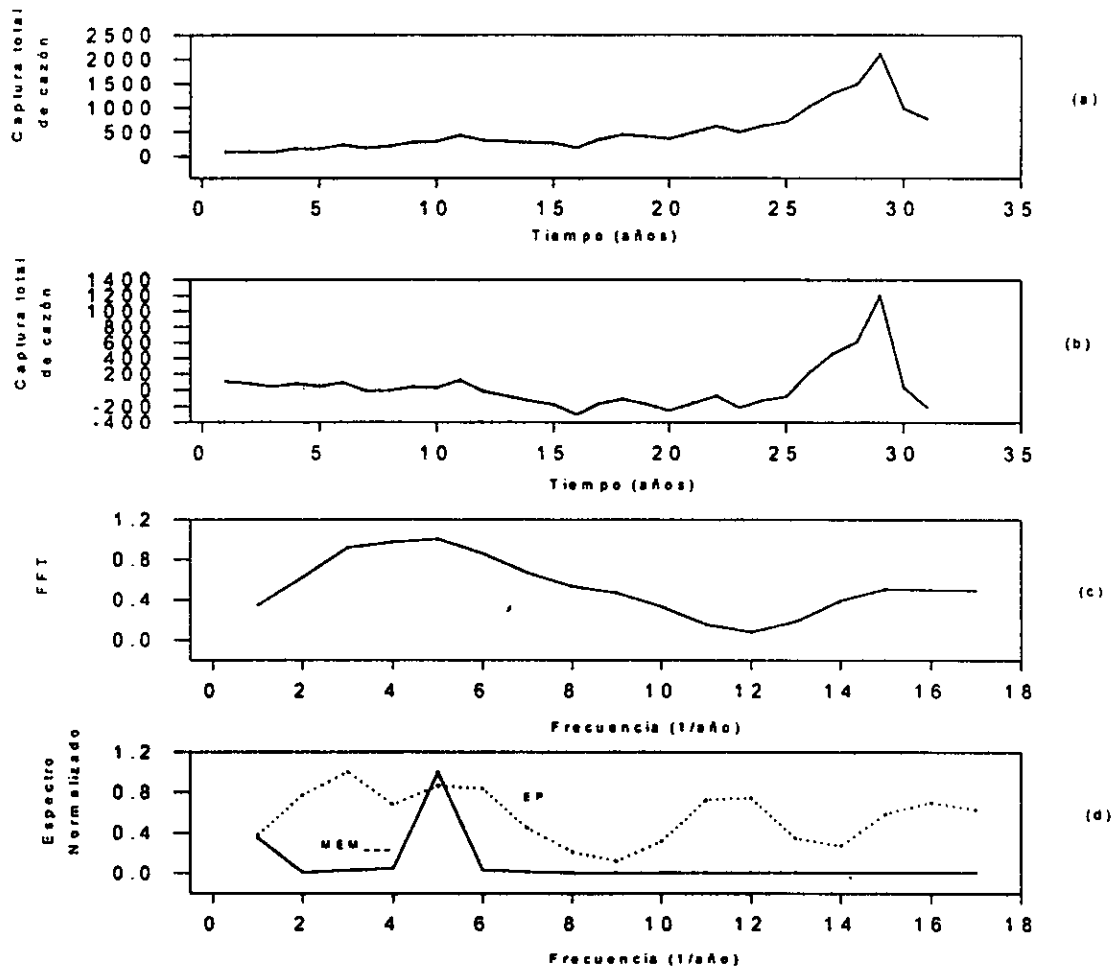 Captura total
de cazón
2500
2000
1500
1000
500
0
(a)
0 5 10 15 20 25 30 35
Tiempo (años)
Captura total
de cazón
1400
1200
1000
800
600
400
200
0
-200
-400
(b)
0 5 10 15 20 25 30 35
Tiempo (años)
FFT
1.2
0.8
0.4
0.0
(c)
0 2 4 6 8 10 12 14 16 18
Frecuencia (1/año)
Espectro
Normalizado
1.2
0.8
0.4
0.0
EP
MEM
(d)
0 2 4 6 8 10 12 14 16 18
Frecuencia (1/año)